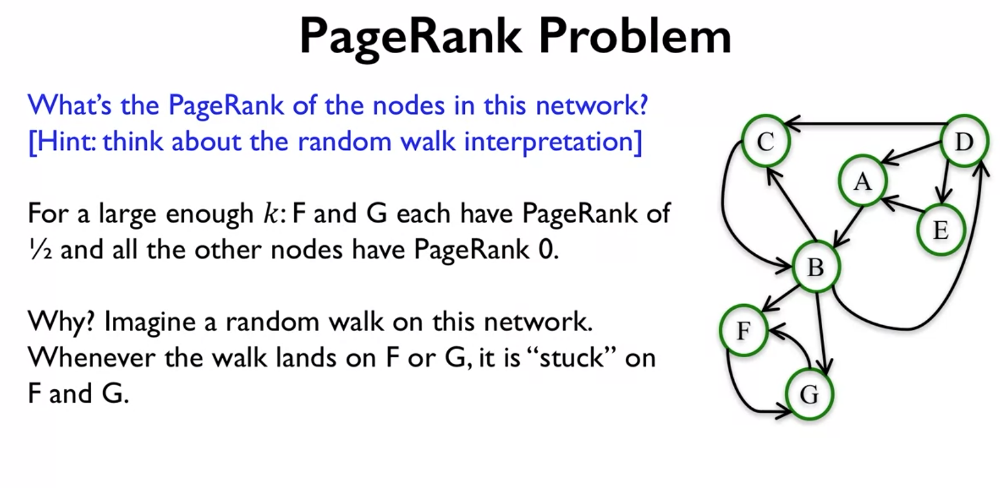 PageRank Problem
What’s the PageRank of the nodes in this network?
[Hint: think about the random walk interpretation]
For a large enough k: F and G each have PageRank of
½ and all the other nodes have PageRank 0.
Why? Imagine a random walk on this network.
Whenever the walk lands on F or G, it is “stuck” on
F and G.
C
D
A
E
B
F
G